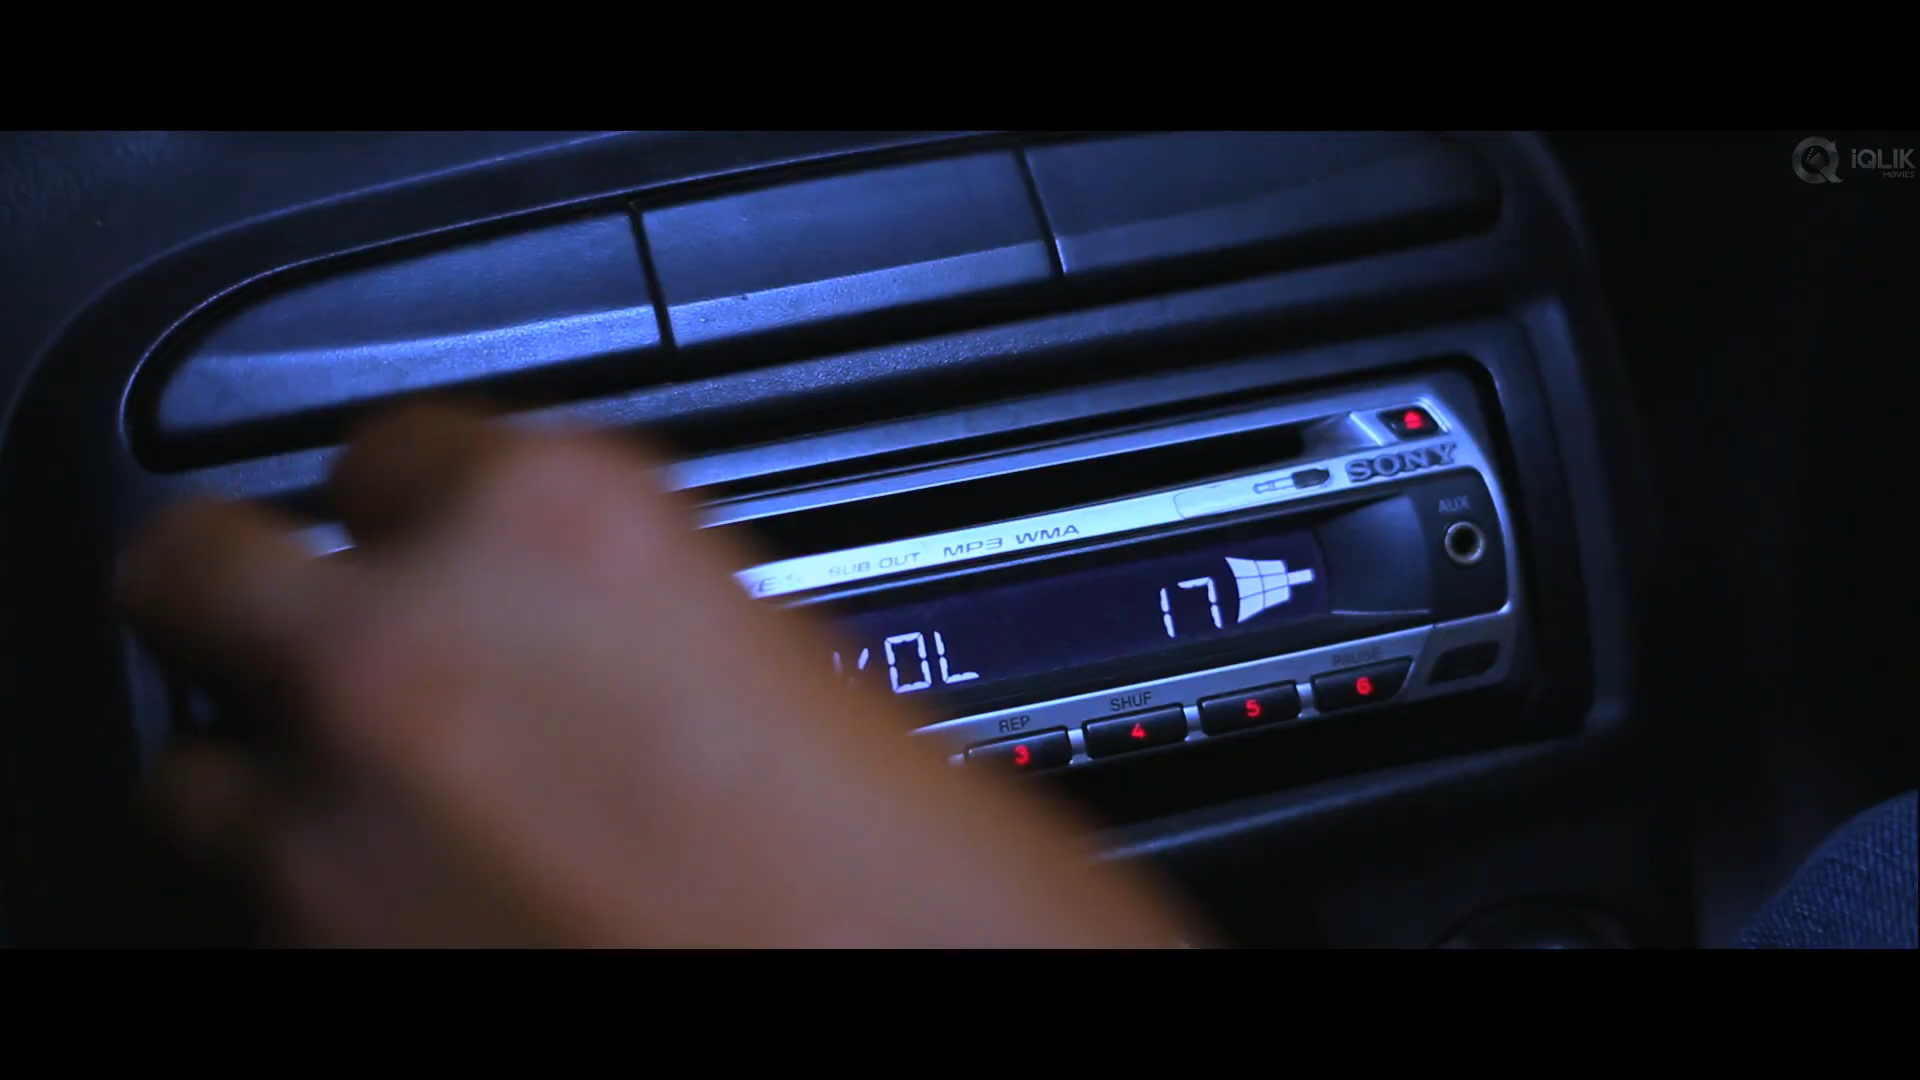 iQLIK
MOVIES
SONY
AUX
SUB OUT MP3 WMA
17
VOL
PAUSE
SHUF
REP
3 4 5 6